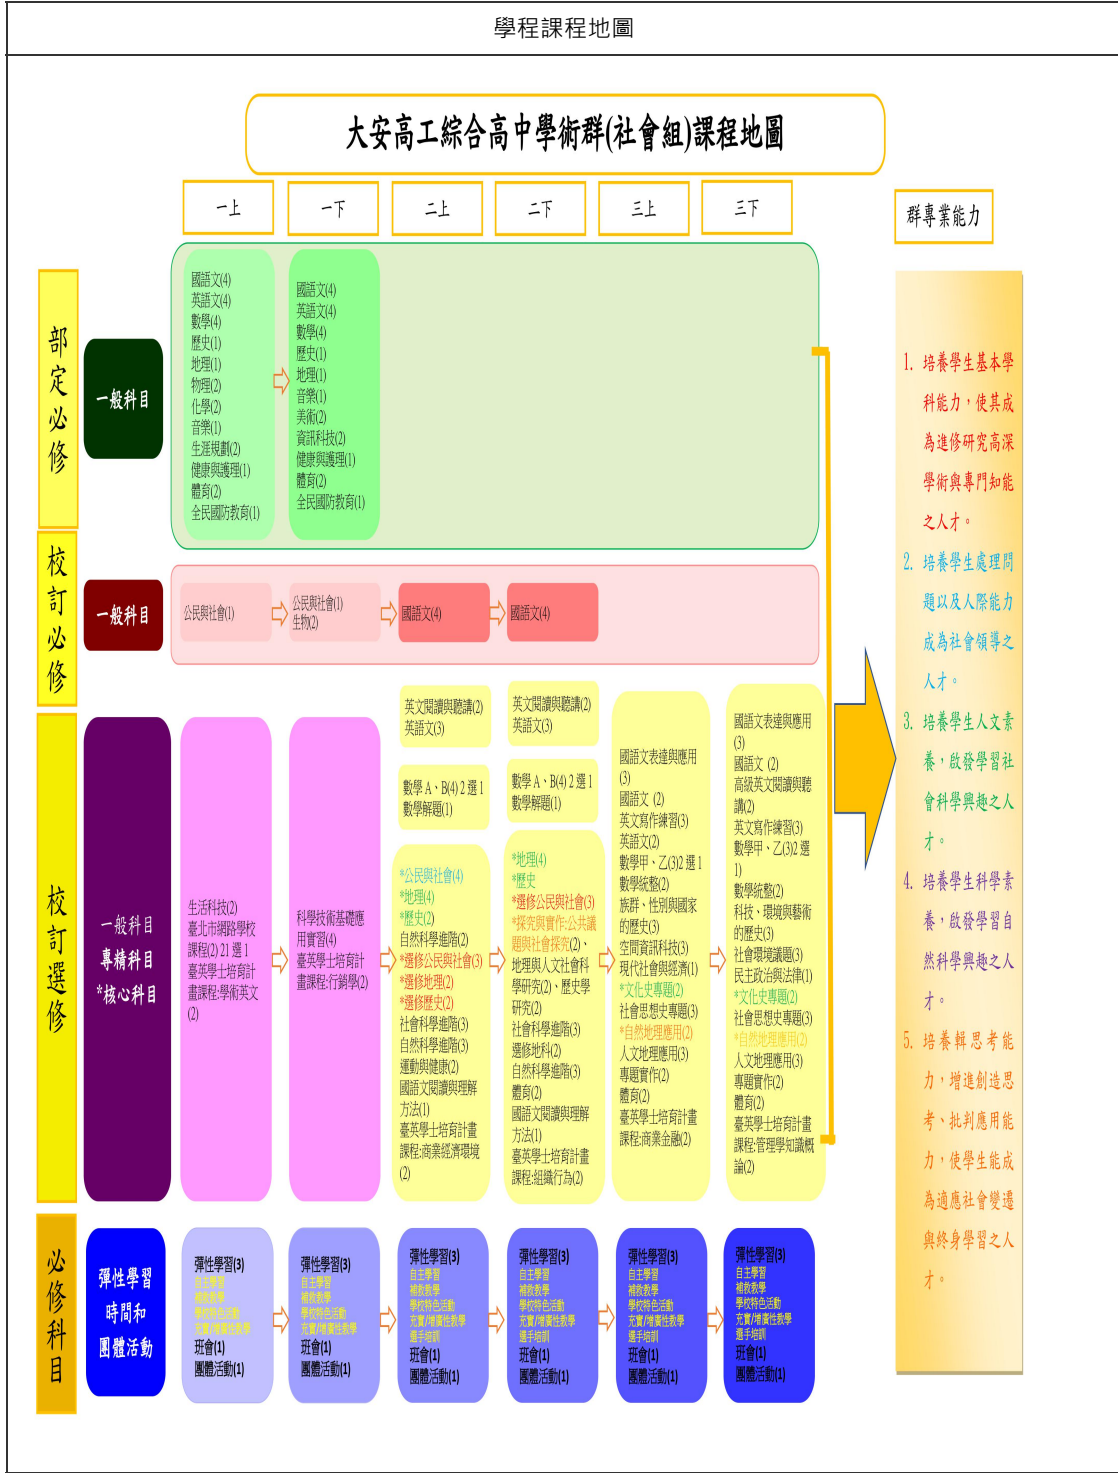 學程課程地圖
大安高工綜合高中學術群(社會組)課程地圖
一上
一下
二上
二下
三上
三下
群專業能力
部定必修
一般科目
國語文(4)
英語文(4)
數學(4)
歷史(1)
地理(1)
物理(2)
化學(2)
音樂(1)
生涯規劃(2)
健康與護理(1)
體育(2)
全民國防教育(1)
國語文(4)
英語文(4)
數學(4)
歷史(1)
地理(1)
音樂(1)
美術(2)
資訊科技(2)
健康與護理(1)
體育(2)
全民國防教育(1)
校訂必修
一般科目
公民與社會(1)
公民與社會(1)
生物(2)
國語文(4)
國語文(4)
校訂選修
一般科目
專精科目
*核心科目
生活科技(2)
臺北市網路學校
課程(2) 21 選 1
臺英學士培育計
畫課程:學術英文
(2)
科學技術基礎應
用實習(4)
臺英學士培育計
畫課程:行銷學(2)
英文閱讀與聽講(2)
英語文(3)
數學 A、B(4) 2 選 1
數學解題(1)
*公民與社會(4)
*地理(4)
*歷史(2)
自然科學進階(2)
*選修公民與社會(3)
*選修地理(2)
*選修歷史(2)
社會科學進階(3)
自然科學進階(3)
運動與健康(2)
國語文閱讀與理解
方法(1)
臺英學士培育計畫
課程:商業經濟環境
(2)
英文閱讀與聽講(2)
英語文(3)
數學 A、B(4) 2 選 1
數學解題(1)
*地理(4)
*歷史
*選修公民與社會(3)
*探究與實作:公共議
題與社會探究(2)、
地理與人文社會科
學研究(2)、歷史學
研究(2)
社會科學進階(3)
選修地科(2)
自然科學進階(3)
體育(2)
國語文閱讀與理解
方法(1)
臺英學士培育計畫
課程:組織行為(2)
國語文表達與應用
(3)
國語文 (2)
英文寫作練習(3)
英語文(2)
數學甲、乙(3)2 選 1
數學統整(2)
族群、性別與國家
的歷史(3)
空間資訊科技(3)
現代社會與經濟(1)
*文化史專題(2)
社會思想史專題(3)
*自然地理應用(2)
人文地理應用(3)
專題實作(2)
體育(2)
臺英學士培育計畫
課程:商業金融(2)
國語文表達與應用
(3)
國語文 (2)
高級英文閱讀與聽
講(2)
英文寫作練習(3)
數學甲、乙(3)2 選
1)
數學統整(2)
科技、環境與藝術
的歷史(3)
社會環境議題(3)
民主政治與法律(1)
*文化史專題(2)
社會思想史專題(3)
*自然地理應用(2)
人文地理應用(3)
專題實作(2)
體育(2)
臺英學士培育計畫
課程:管理學知識概
論(2)
必修科目
彈性學習
時間和
團體活動
彈性學習(3)
自主學習
補救教學
學校特色活動
充實/增廣性教學
班會(1)
團體活動(1)
彈性學習(3)
自主學習
補救教學
學校特色活動
充實/增廣性教學
班會(1)
團體活動(1)
彈性學習(3)
自主學習
補救教學
學校特色活動
充實/增廣性教學
選手培訓
班會(1)
團體活動(1)
彈性學習(3)
自主學習
補救教學
學校特色活動
充實/增廣性教學
選手培訓
班會(1)
團體活動(1)
彈性學習(3)
自主學習
補救教學
學校特色活動
充實/增廣性教學
選手培訓
班會(1)
團體活動(1)
彈性學習(3)
自主學習
補救教學
學校特色活動
充實/增廣性教學
選手培訓
班會(1)
團體活動(1)
1. 培養學生基本學
科能力，使其成
為進修研究高深
學術與專門知能
之人才。
2. 培養學生處理問
題以及人際能力
成為社會領導之
人才。
3. 培養學生人文素
養，啟發學習社
會科學興趣之人
才。
4. 培養學生科學素
養，啟發學習自
然科學興趣之人
才。
5. 培養輯思考能
力，增進創造思
考、批判應用能
力，使學生能成
為適應社會變遷
與終身學習之人
才。